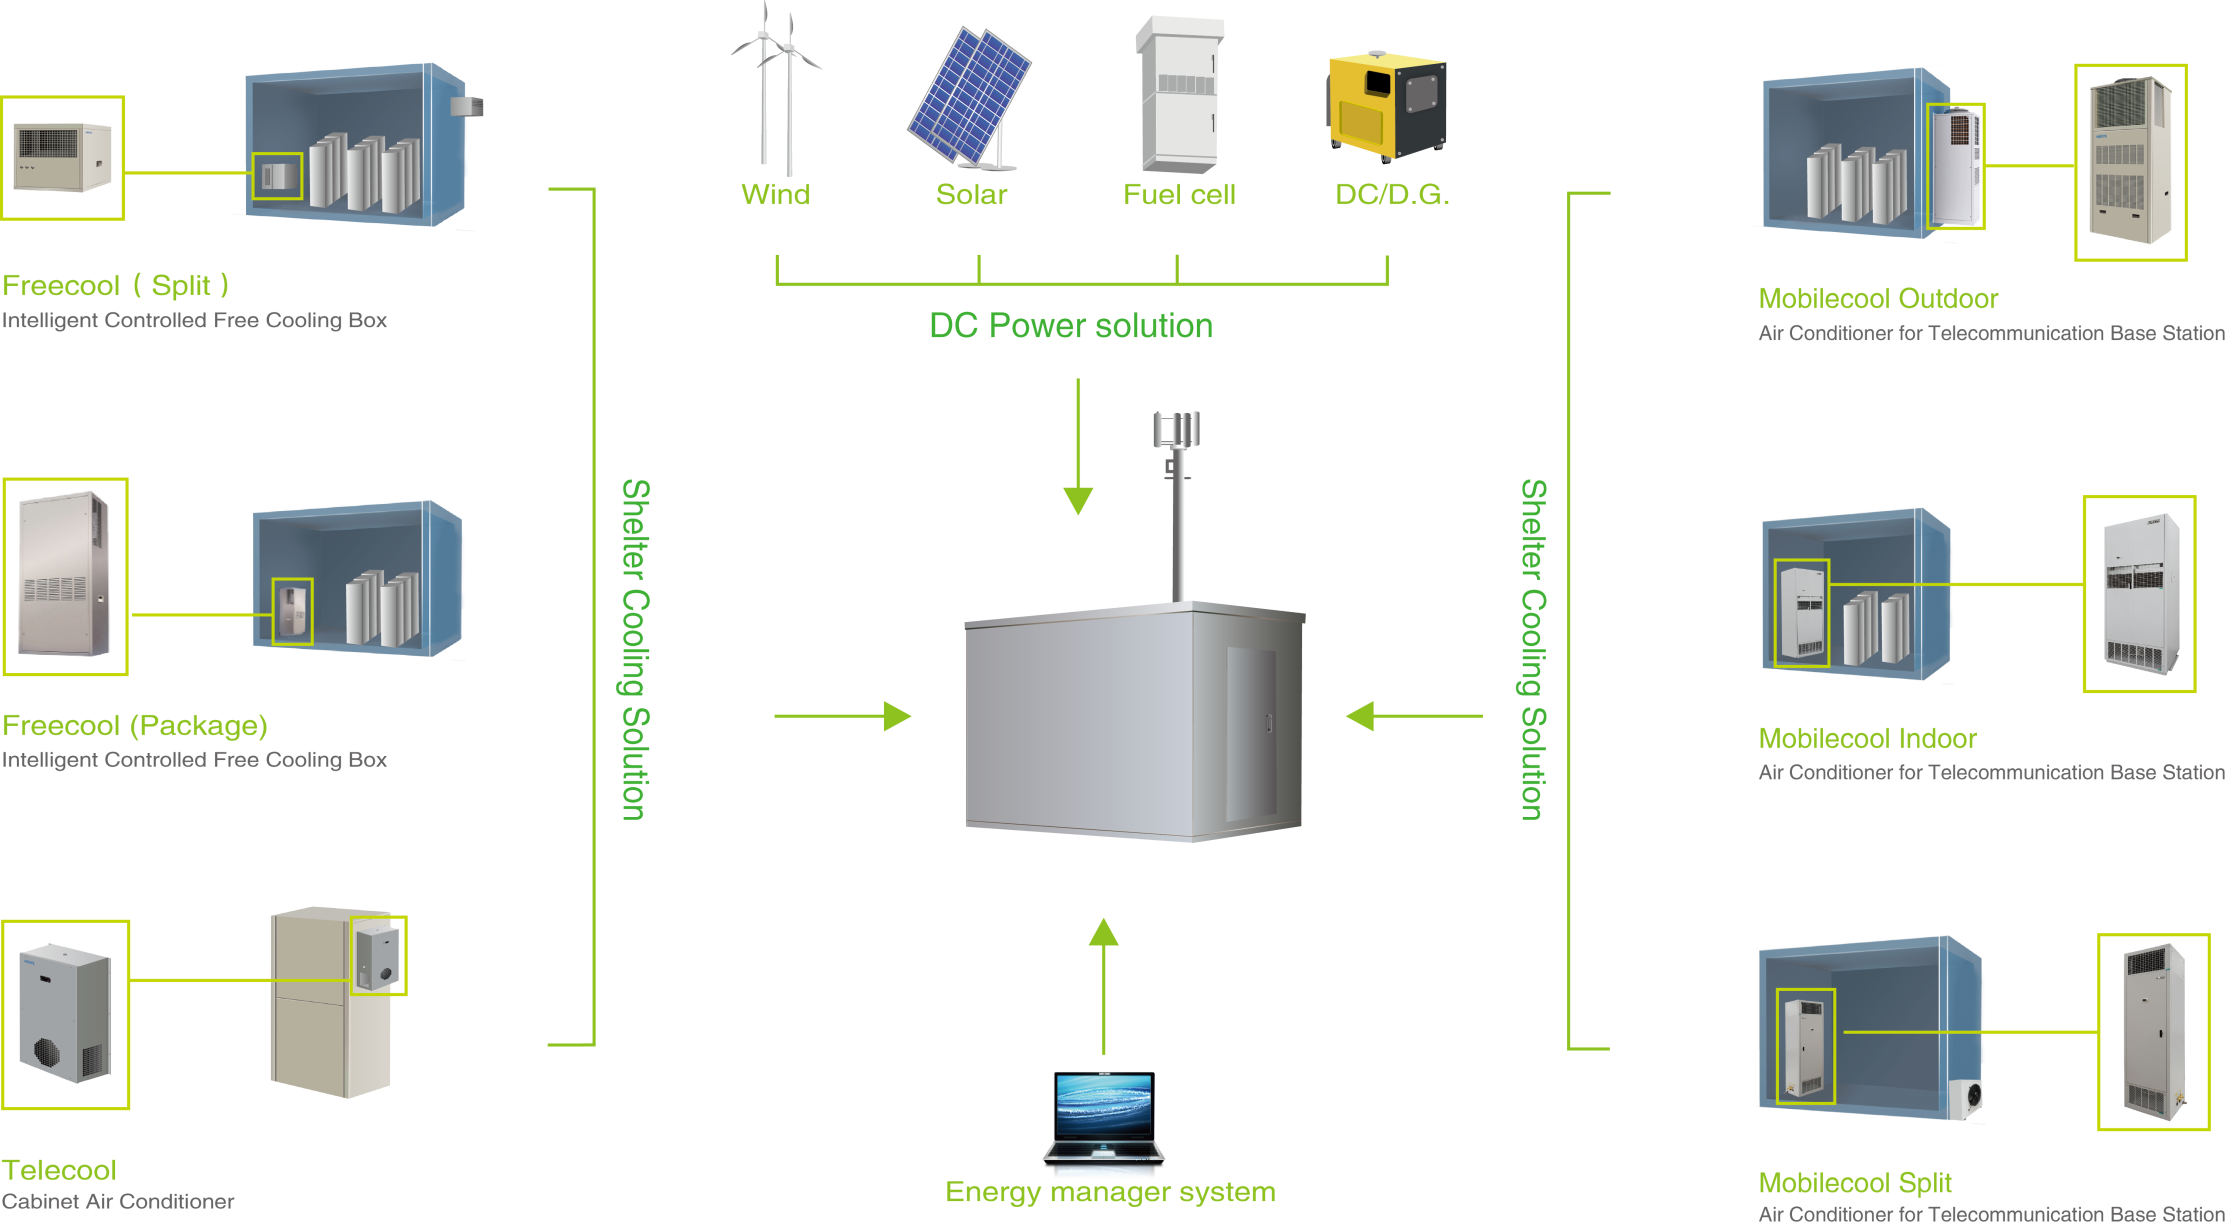 Wind
Solar
Fuel cell
DC/D.G.
DC Power solution
Freecool ( Split )
Intelligent Controlled Free Cooling Box
Freecool (Package)
Intelligent Controlled Free Cooling Box
Telecool
Cabinet Air Conditioner
Shelter Cooling Solution
Shelter Cooling Solution
Energy manager system
Mobilecool Outdoor
Air Conditioner for Telecommunication Base Station
Mobilecool Indoor
Air Conditioner for Telecommunication Base Station
Mobilecool Split
Air Conditioner for Telecommunication Base Station